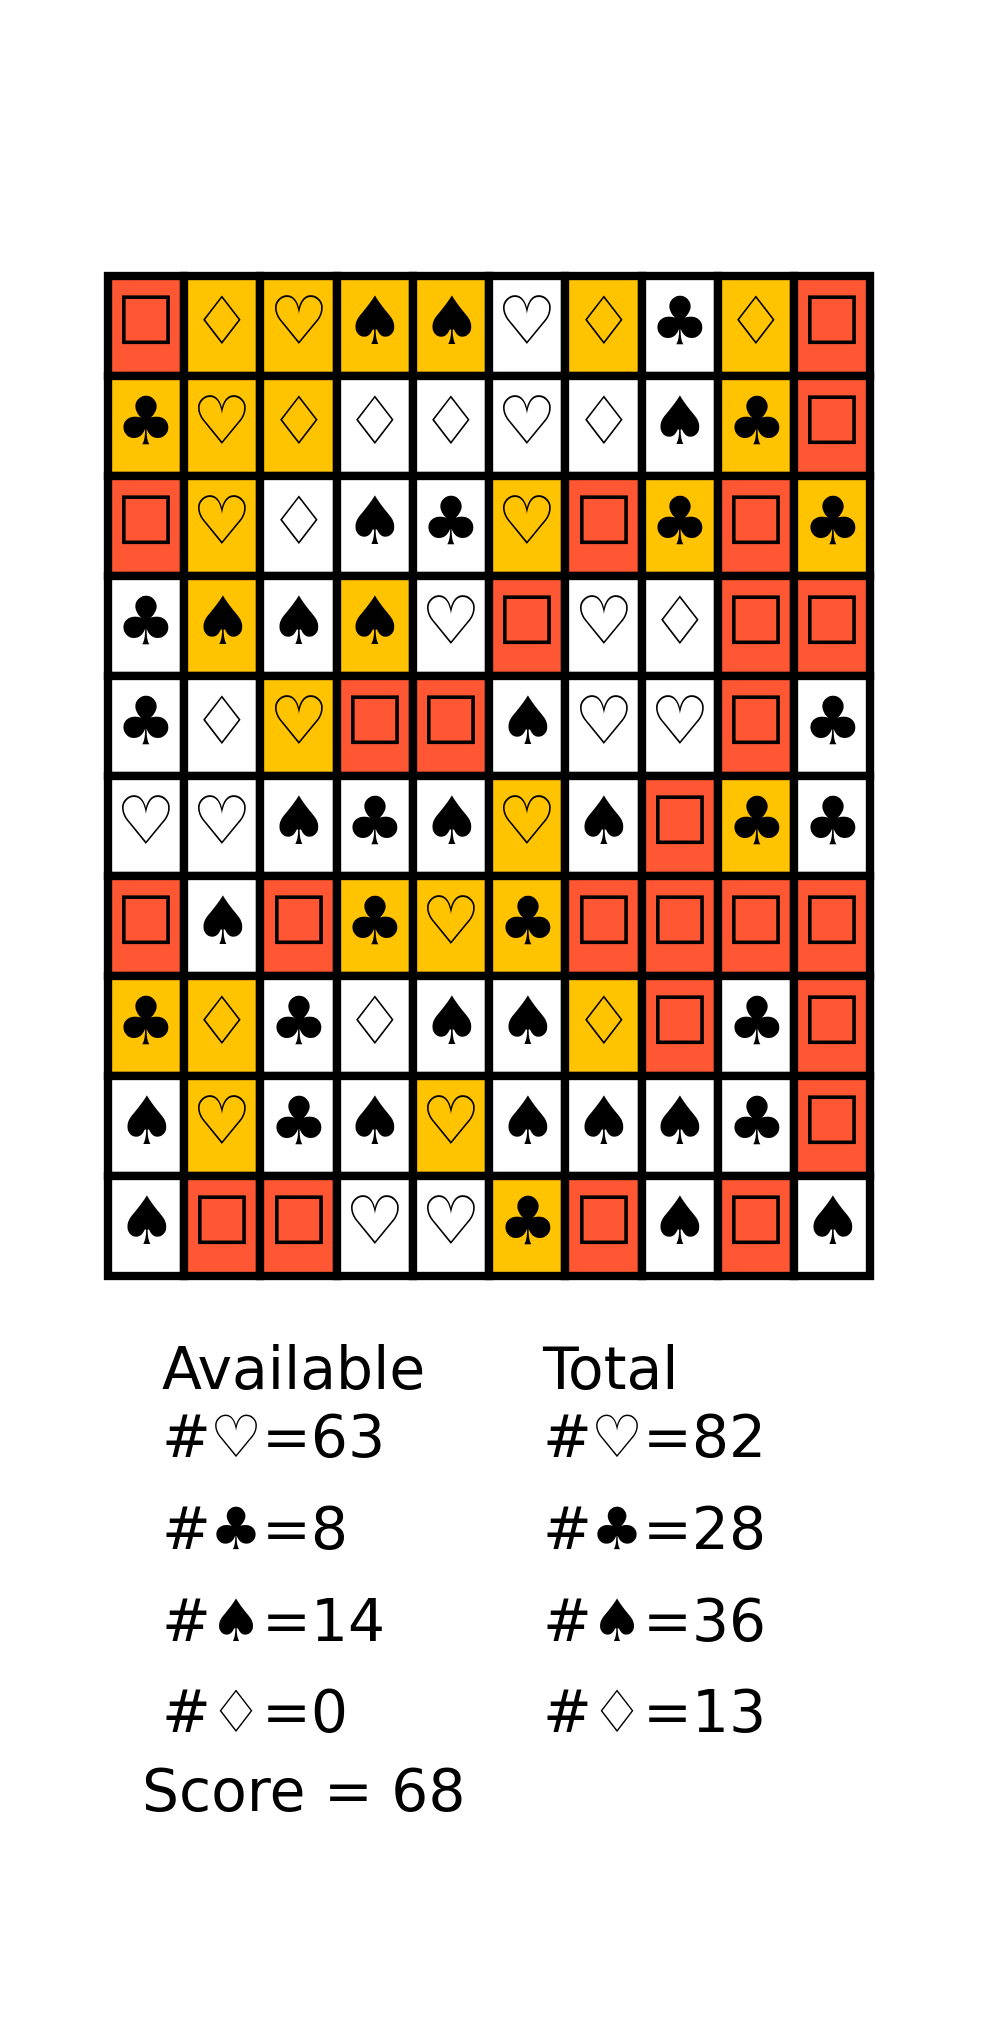 □ ♢ ♡ ♠ ♠ ♡ ♢ ♣ ♢ □
♣ ♡ ♢ ♢ ♢ ♡ ♢ ♠ ♣ □
□ ♡ ♢ ♠ ♣ ♡ □ ♣ □ ♣
♣ ♠ ♠ ♠ ♡ □ ♡ ♢ □ □
♣ ♢ ♡ □ □ ♠ ♡ ♡ □ ♣
♡ ♡ ♠ ♣ ♠ ♡ ♠ □ ♣ ♣
□ ♠ □ ♣ ♡ ♣ □ □ □ □
♣ ♢ ♣ ♢ ♠ ♠ ♢ □ ♣ □
♠ ♡ ♣ ♠ ♡ ♠ ♠ ♠ ♣ □
♠ □ □ ♡ ♡ ♣ □ ♠ □ ♠
Available Total
#♡=63 #♡=82
#♣=8 #♣=28
#♠=14 #♠=36
#♢=0 #♢=13
Score = 68